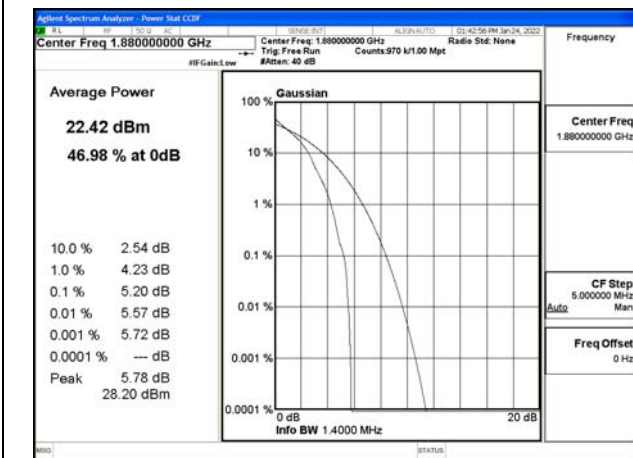 Agilent Spectrum Analyzer - Power Stat CCDF
RL RF 50 Ω AC SENSE:INT ALIGN AUTO 01:42:56 PM Jan 24, 2022
Center Freq 1.880000000 GHz
Center Freq: 1.880000000 GHz
Radio Std: None
Trig: Free Run Counts:970 k/1.00 Mpt
#IFGain:Low #Atten: 40 dB
Frequency
Average Power
22.42 dBm
46.98 % at 0dB
10.0 % 2.54 dB
1.0 % 4.23 dB
0.1 % 5.20 dB
0.01 % 5.57 dB
0.001 % 5.72 dB
0.0001 % --- dB
Peak 5.78 dB
28.20 dBm
Gaussian
100 %
10 %
1 %
0.1 %
0.01 %
0.001 %
0.0001 %
0 dB 20 dB
Info BW 1.4000 MHz
Center Freq
1.880000000 GHz
CF Step
5.000000 MHz
Auto Man
Freq Offset
0 Hz
MSG STATUS